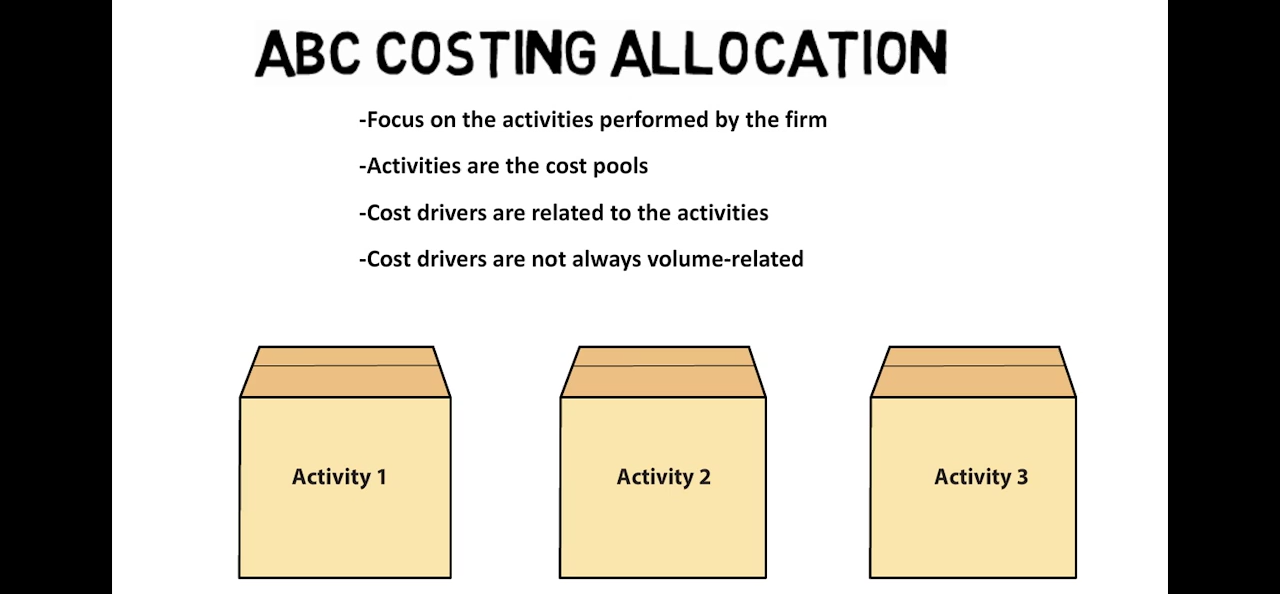 ABC COSTING ALLOCATION
-Focus on the activities performed by the firm
-Activities are the cost pools
-Cost drivers are related to the activities
-Cost drivers are not always volume-related
Activity 1
Activity 2
Activity 3